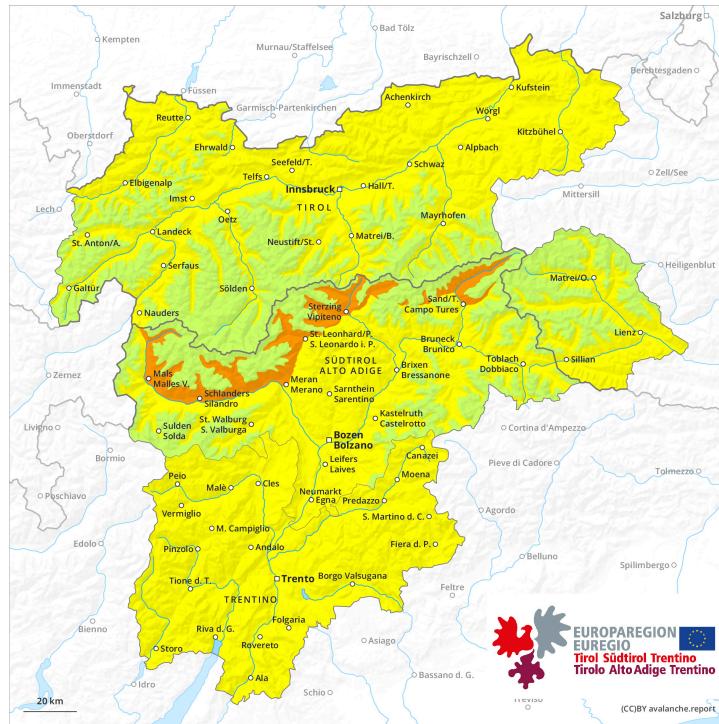 Salzburg
Bad Tölz
Kempten
Murnau/Staffelsee
Bayrischzell
Berchtesgaden
Immenstadt
Füssen
Kufstein
Achenkirch
Reutte
Garmisch-Partenkirchen
Wörgl
Oberstdorf
Ehrwald
Kitzbühel
Seefeld/T.
Alpbach
Schwaz
Telfs
Zell/See
Elbigenalp
Innsbruck
Hall/T.
Mittersill
Imst
TIROL
Lech
Oetz
Mayrhofen
Landeck
Matrei/B.
St. Anton/A.
Neustift/St.
Serfaus
Heiligenblut
Matrei/O.
Galtür
Sölden
Sand/T.
Campo Tures
Nauders
Sterzing
Vipiteno
Lienz
St. Leonhard/P.
S. Leonardo i. P.
Bruneck
Brunico
Sillian
SÜDTIROL
ALTO ADIGE
Toblach
Dobbiaco
Zernez
Mals
Malles V.
Brixen
Bressanone
Meran
Merano
Sarnthein
Sarentino
Schlanders
Silandro
St. Walburg
S. Valburga
Kastelruth
Castelrotto
Livigno
Sulden
Solda
Cortina d'Ampezzo
Bozen
Bolzano
Bormio
Canazei
Leifers
Laives
Pieve di Cadore
Peio
Moena
Tolmezzo
Malè
Cles
Poschiavo
Neumarkt
Egna
Predazzo
Vermiglio
Agordo
S. Martino d. C.
M. Campiglio
Edolo
Fiera d. P.
Pinzolo
Andalo
Belluno
Spilimbergo
Trento
Borgo Valsugana
Tione d. T.
Feltre
TRENTINO
Folgaria
Bienno
Riva d. G.
Rovereto
EUROPAREGION
EUREGIO
Asiago
Storo
Tirol Südtirol Trentino
Tirolo Alto Adige Trentino
Ala
Bassano d. G.
Idro
Schio
Treviso
20 km
(CC)BY avalanche.report